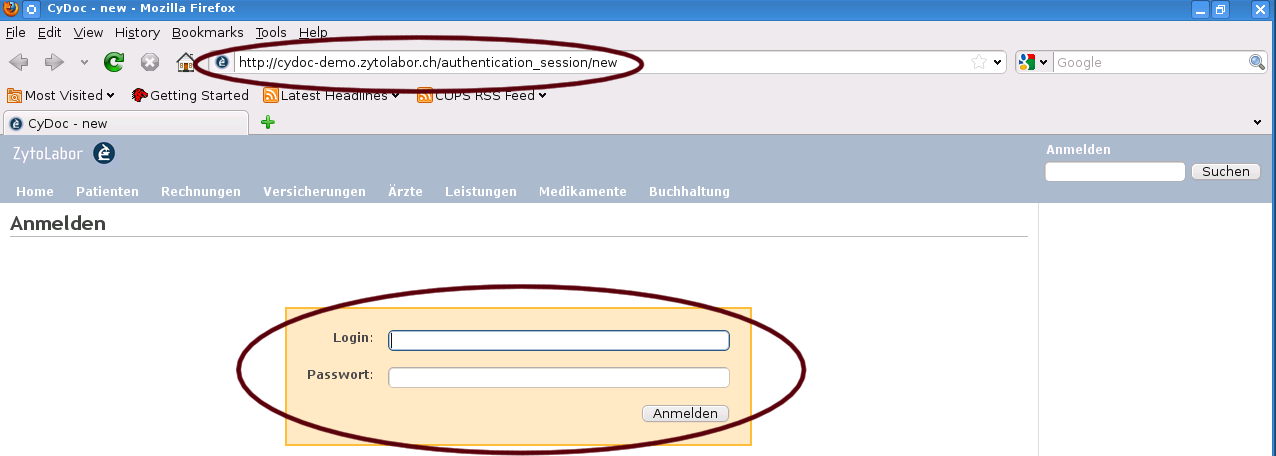 CyDoc - new - Mozilla Firefox
File Edit View History Bookmarks Tools Help
http://cydoc-demo.zytolabor.ch/authentication_session/new
Google
Most Visited Getting Started Latest Headlines CUPS RSS Feed
CyDoc - new
ZytoLabor
Anmelden
Suchen
Home Patienten Rechnungen Versicherungen Ärzte Leistungen Medikamente Buchhaltung
Anmelden
Login:
Passwort:
Anmelden